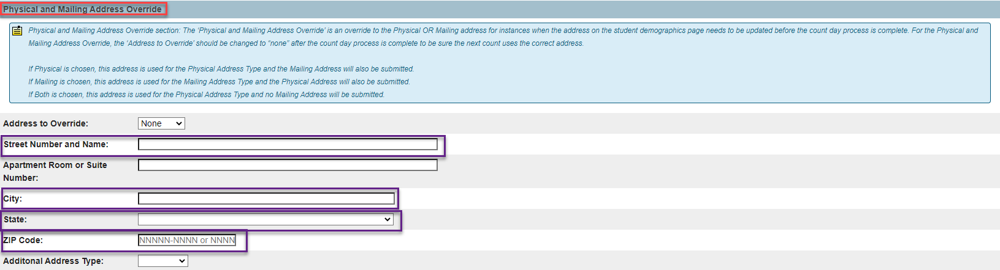 Physical and Mailing Address Override
Physical and Mailing Address Override section: The ‘Physical and Mailing Address Override’ is an override to the Physical OR Mailing address for instances when the address on the student demographics page needs to be updated before the count day process is complete. For the Physical and
Mailing Address Override, the ‘Address to Override’ should be changed to “none” after the count day process is complete to be sure the next count uses the correct address.
If Physical is chosen, this address is used for the Physical Address Type and the Mailing Address will also be submitted.
If Mailing is chosen, this address is used for the Mailing Address Type and the Physical Address will also be submitted.
If Both is chosen, this address is used for the Physical Address Type and no Mailing Address will be submitted.
Address to Override: None
Street Number and Name:
Apartment Room or Suite
Number:
City:
State:
ZIP Code: NNNNN-NNNN or NNNN
Additonal Address Type: